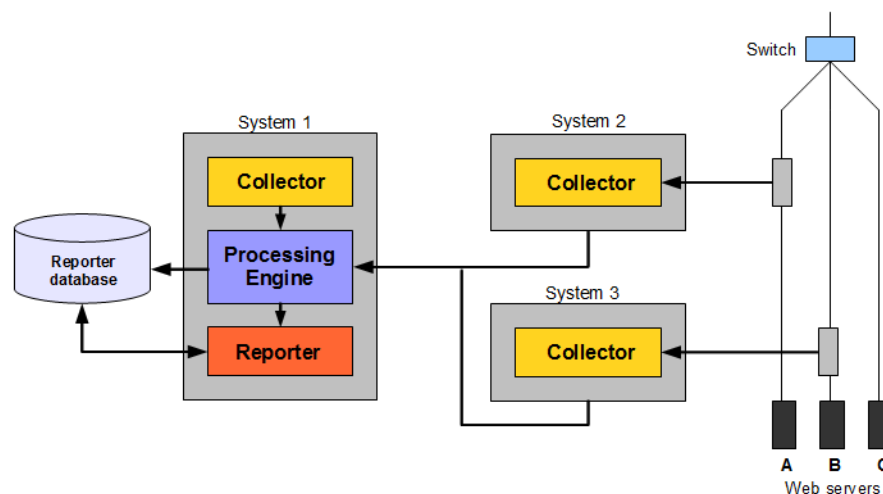 Switch
System 1
System 2
Collector
Collector
Processing
Engine
Reporter
database
System 3
Reporter
Collector
A B C
Web servers